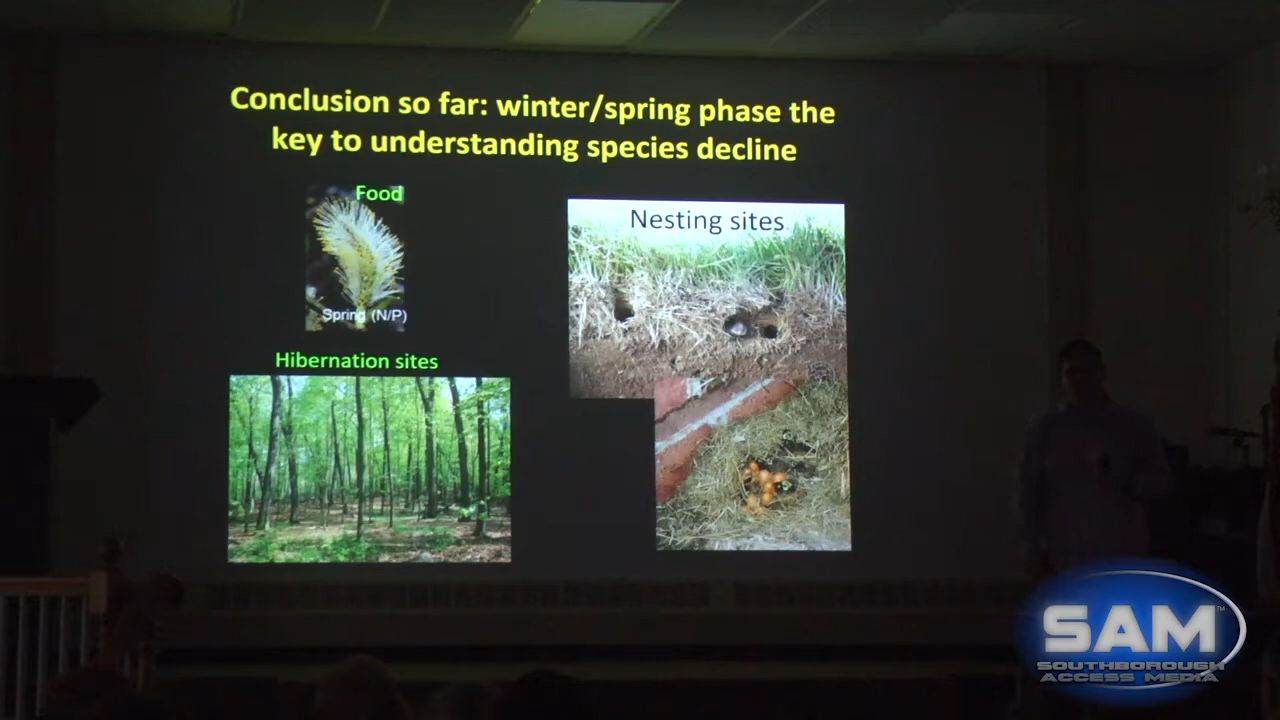 Conclusion so far: winter/spring phase the
key to understanding species decline
Food
Spring (N/P)
Nesting sites
Hibernation sites
SAM™
SOUTHBOROUGH
ACCESS MEDIA